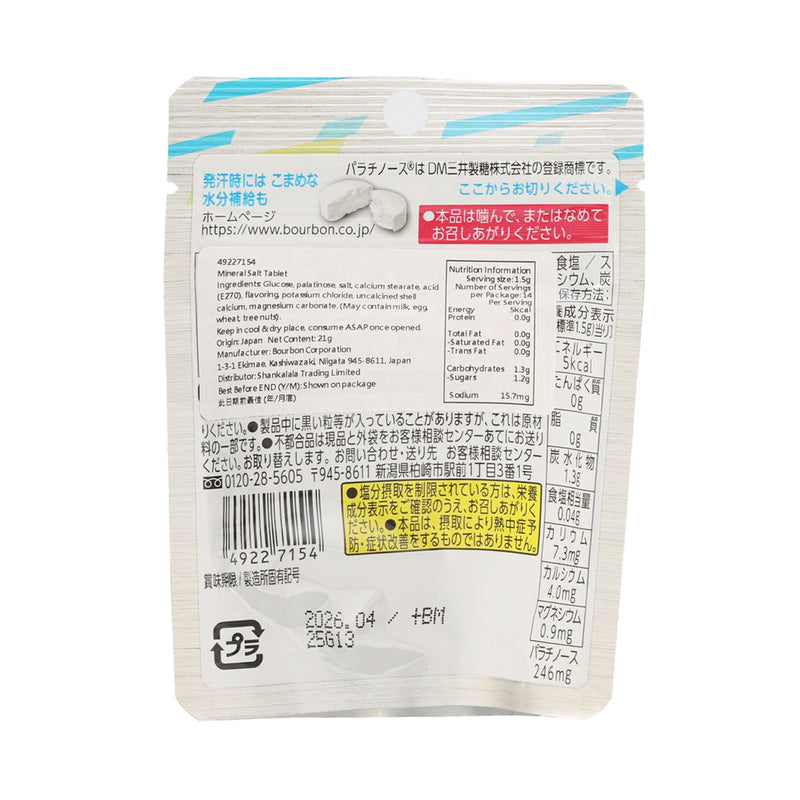 パラチノース®は DM三井製糖株式会社の登録商標です。
発汗時には こまめな
水分補給も
ホームページ
https://www.bourbon.co.jp/
ここからお切りください。
●本品は噛んで、またはなめて
お召しあがりください。
49227154
Mineral Salt Tablet
Ingredients: Glucose, palatinose, salt, calcium stearate, acid
(E270), flavoring, potassium chloride, uncalcined shell
calcium, magnesium carbonate. (May contain milk, egg,
wheat, tree nuts).
Keep in cool & dry place, consume ASAP once opened.
Origin: Japan Net Content: 21g
Manufacturer: Bourbon Corporation
1-3-1 Ekimae, Kashiwazaki, Niigata 945-8611, Japan
Distributor: Shankalala Trading Limited
Best Before END (Y/M): Shown on package
此日期前最佳 (年/月底)
Nutrition Information
Serving size: 1.5g
Number of Servings
per Package: 14
Per Serving
Energy 5kcal
Protein 0.0g
Total Fat 0.0g
-Saturated Fat 0.0g
-Trans Fat 0.0g
Carbohydrates 1.3g
-Sugars 1.2g
Sodium 15.7mg
食塩／ス
シウム、炭
保存方法:
養成分表示
標準1.5g)当り)
エネルギー
5kcal
たんぱく質
0g
脂 質
0g
炭水化物
1.3g
食塩相当量
0.04g
カリウム
7.3mg
カルシウム
4.0mg
マグネシウム
0.9mg
パラチノース
246mg
りください。●製品中に黒い粒等が入っていることがありますが、これは原材
料の一部です。●不都合品は現品と外袋をお客様相談センターあてにお送り
ください。お取り替えします。お問い合わせ・送り先 お客様相談センター
0120-28-5605 〒945-8611 新潟県柏崎市駅前1丁目3番1号
●塩分摂取を制限されている方は、栄養
成分表示をご確認のうえ、お召しあがりく
ださい。●本品は、摂取により熱中症予
防・症状改善をするものではありません。
4922 7154
賞味期限／製造所固有記号
2026.04 / +BM
25G13
プラ